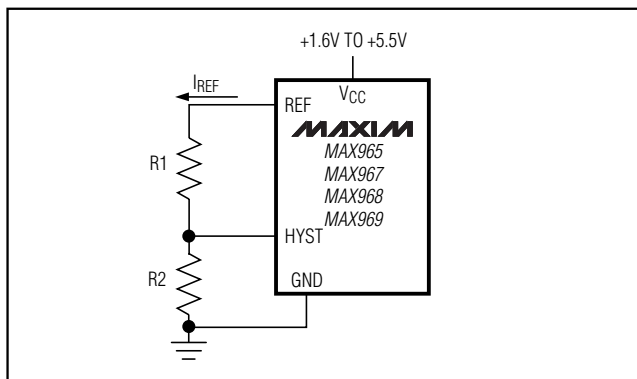 +1.6V TO +5.5V
IREF
REF
VCC
MAXIM
R1
MAX965
MAX967
MAX968
MAX969
HYST
R2
GND